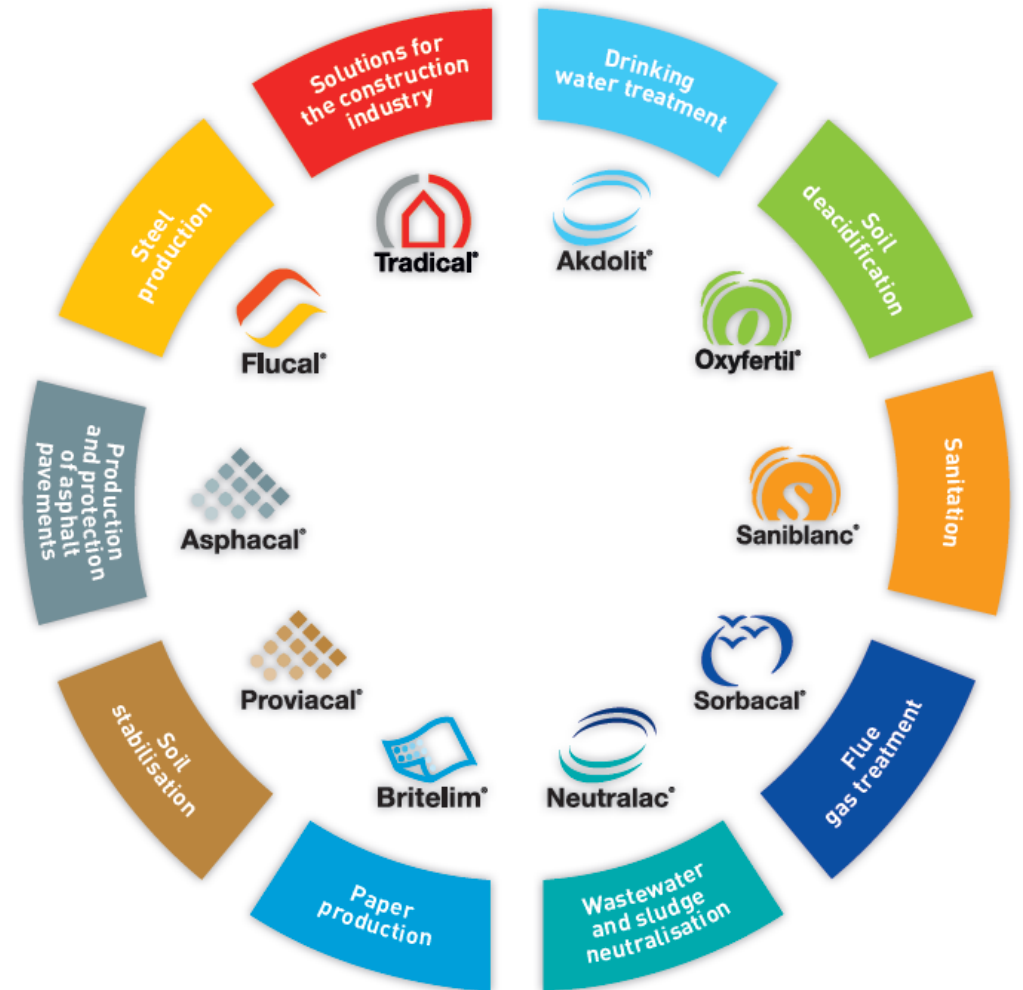 Solutions for
the construction
industry
Drinking
water treatment
Soil
deacidification
Sanitation
Flue
gas treatment
Wastewater
and sludge
neutralisation
Paper
production
Soil
stabilisation
Production
and protection
of asphalt
pavements
Steel
production
Tradical®
Akdolit®
Oxyfertil®
Saniblanc®
Sorbacal®
Neutralac®
Britelim®
Proviacal®
Asphacal®
Flucal®